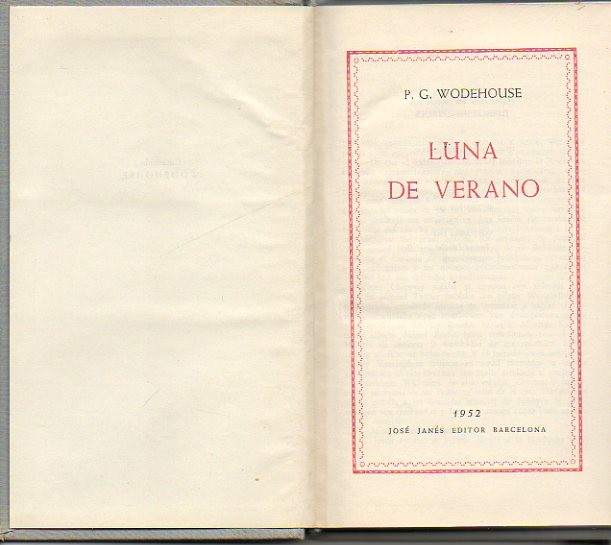 P. G. WODEHOUSE
LUNA
DE VERANO
1952
JOSÉ JANÉS EDITOR BARCELONA